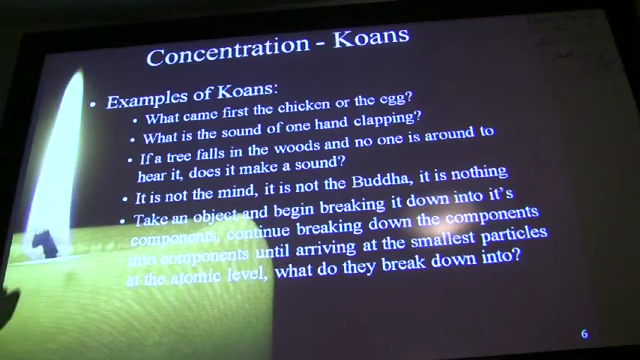 Concentration - Koans
• Examples of Koans:
• What came first the chicken or the egg?
• What is the sound of one hand clapping?
• If a tree falls in the woods and no one is around to
hear it, does it make a sound?
• It is not the mind, it is not the Buddha, it is nothing
• Take an object and begin breaking it down into it's
components, continue breaking down the components
into components until arriving at the smallest particles
at the atomic level, what do they break down into?
6